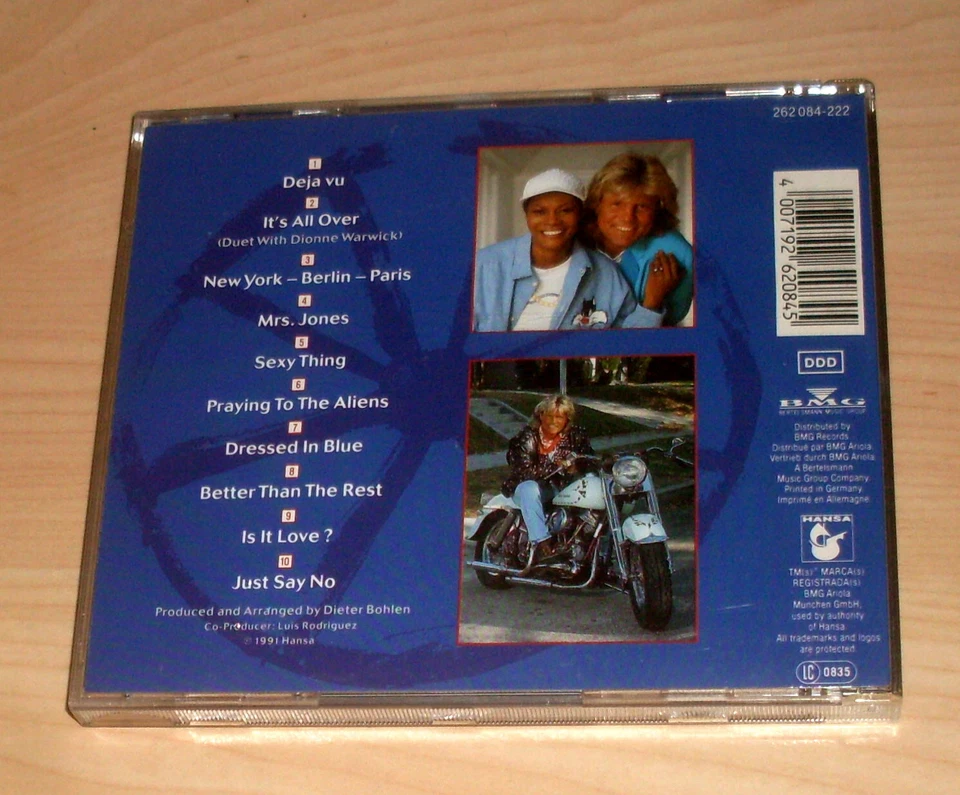 1
Deja vu
2
It's All Over
(Duet With Dionne Warwick)
3
New York – Berlin – Paris
4
Mrs. Jones
5
Sexy Thing
6
Praying To The Aliens
7
Dressed In Blue
8
Better Than The Rest
9
Is It Love ?
10
Just Say No
Produced and Arranged by Dieter Bohlen
Co-Producer: Luis Rodriguez
℗ 1991 Hansa
262 084-222
4 007192 620845
DDD
BMG
BERTELSMANN MUSIC GROUP
Distributed by
BMG Records
Distribué par BMG Ariola
Vertrieb durch BMG Ariola
A Bertelsmann
Music Group Company
Printed in Germany
Imprimé en Allemagne
HANSA
TM(s)® MARCA(s)
REGISTRADA(s)
BMG Ariola
München GmbH,
used by authority
of Hansa.
All trademarks and logos
are protected
LC 0835